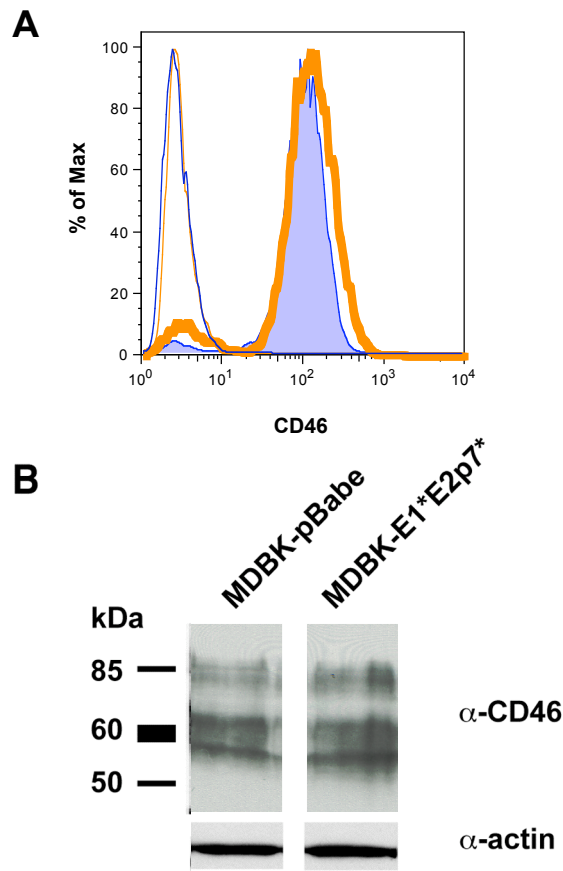 A
100
80
60
40
20
0
% of Max
10⁰ 10¹ 10² 10³ 10⁴
CD46
B
MDBK-pBabe
MDBK-E1*E2p7*
kDa
85
60
50
α-CD46
α-actin